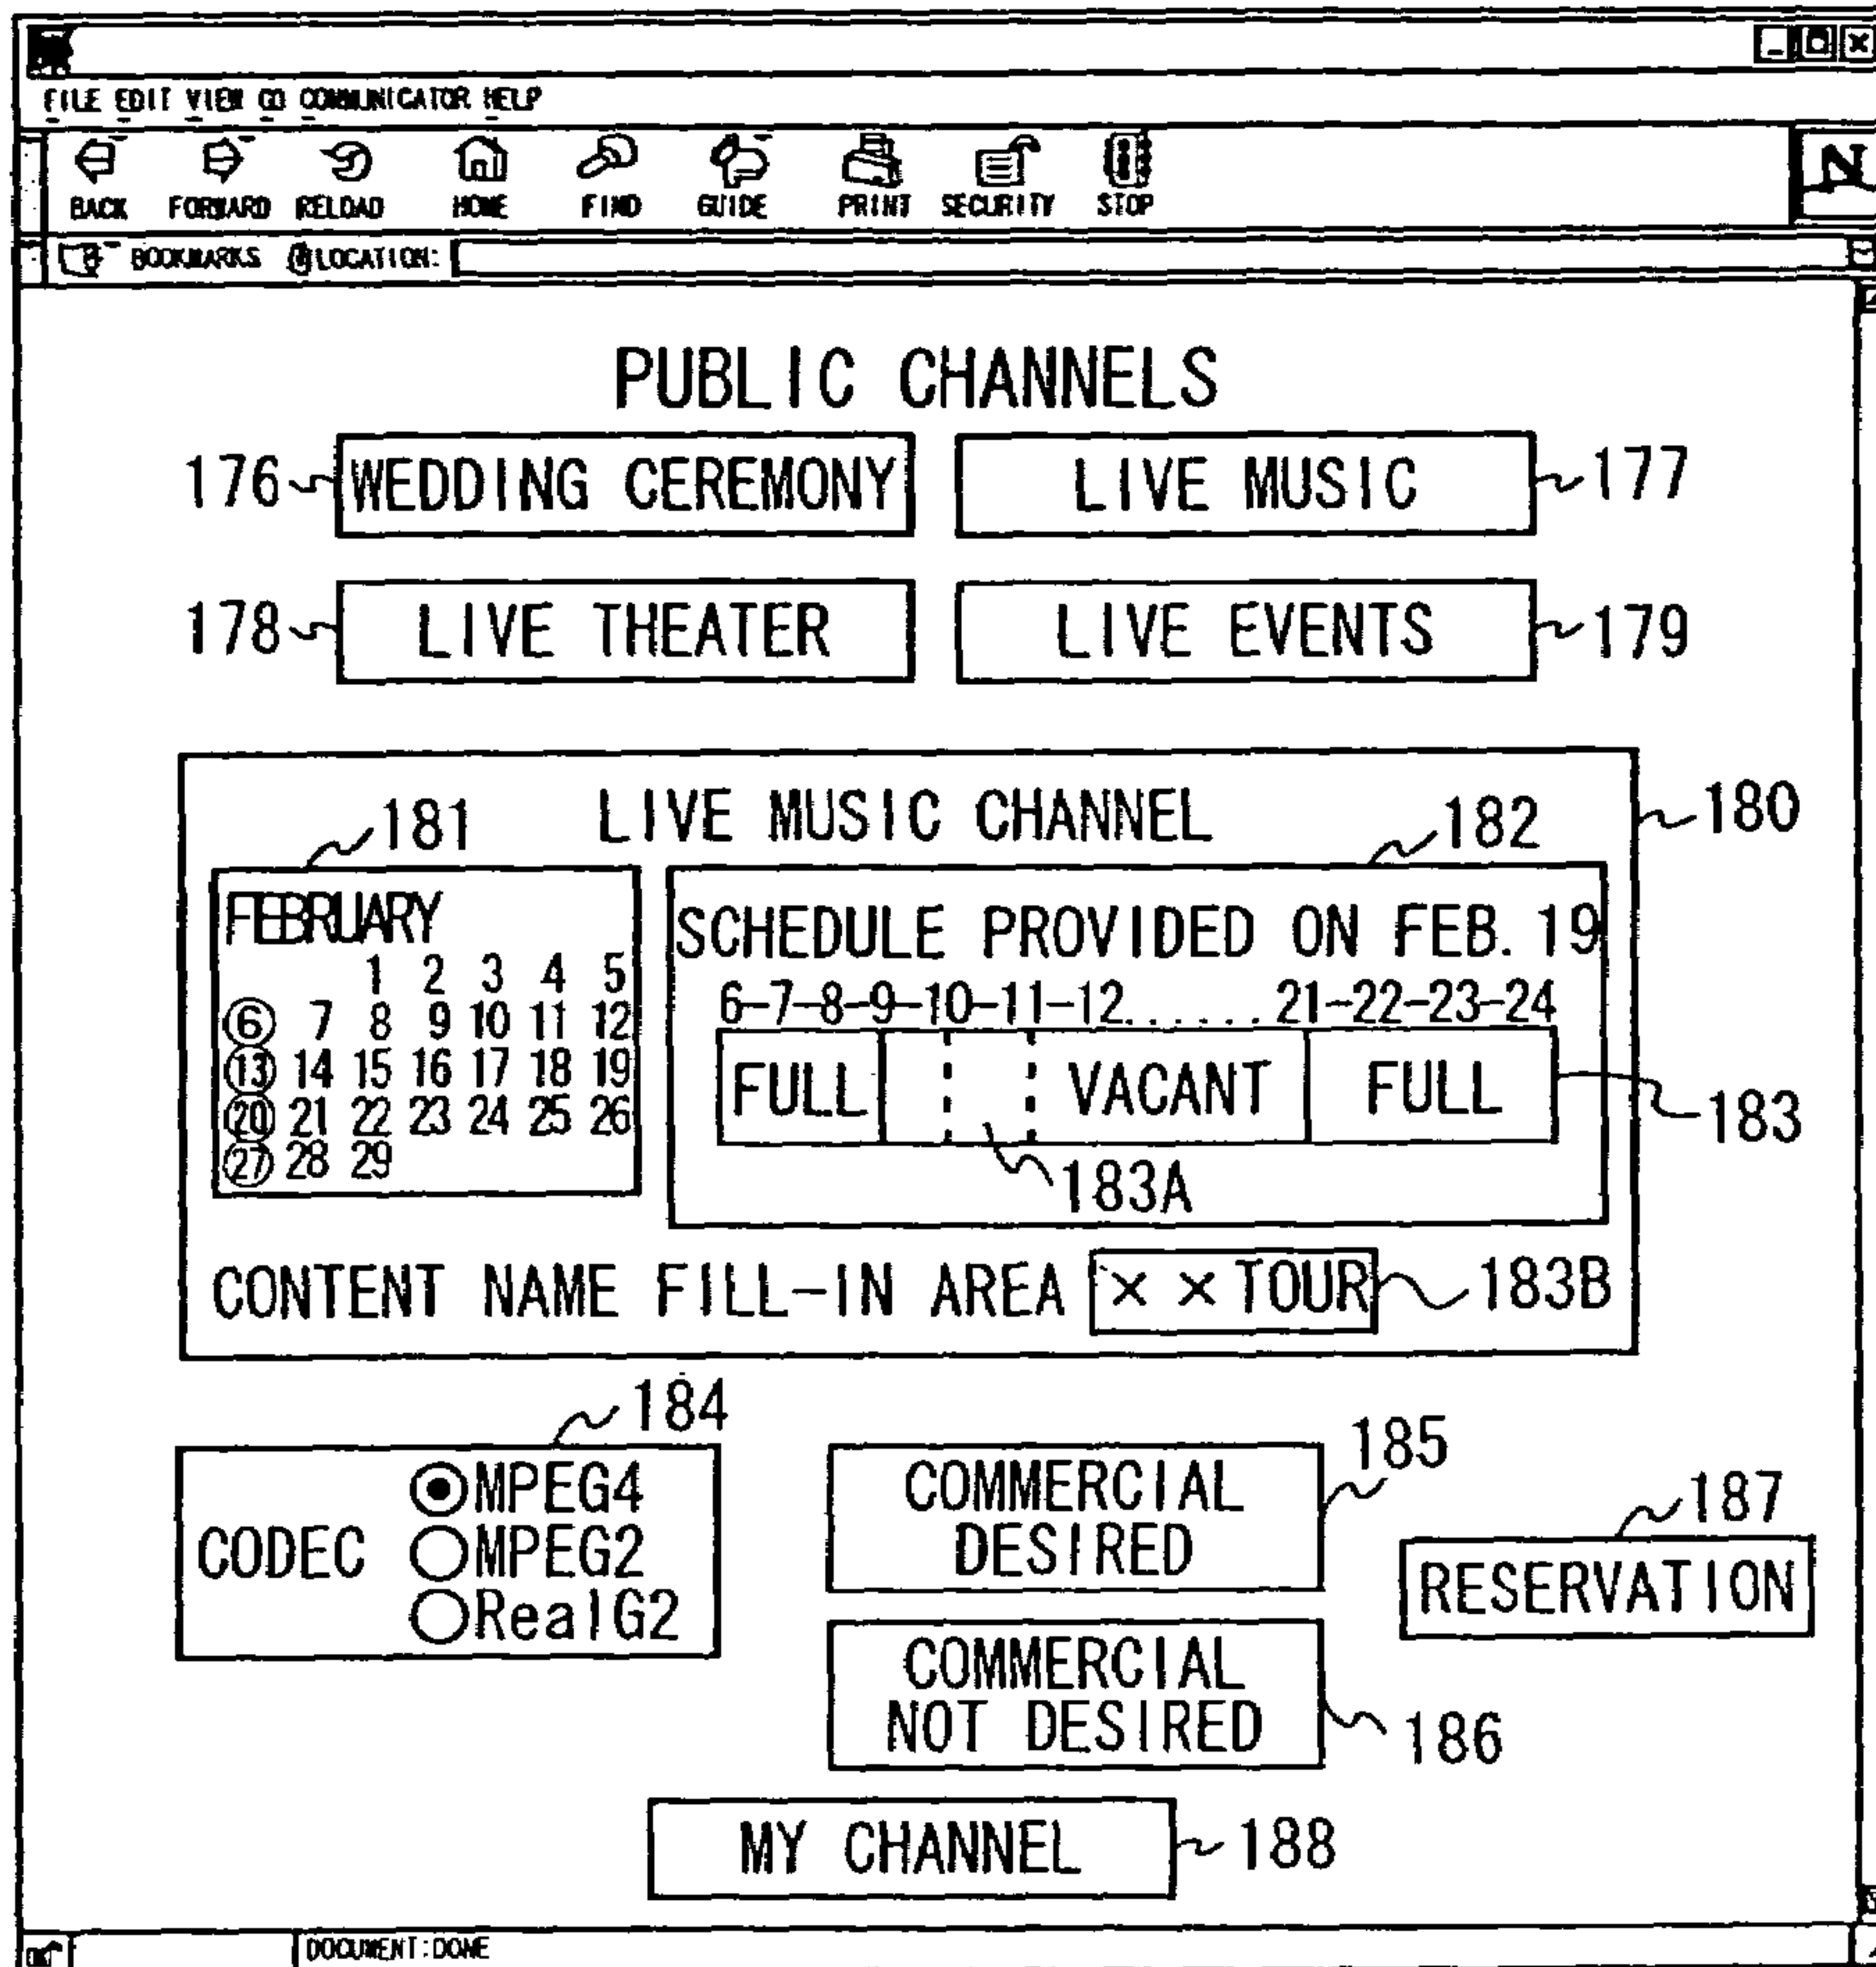 FILE EDIT VIEW GO COMMUNICATOR HELP
BACK FORWARD RELOAD HOME FIND GUIDE PRINT SECURITY STOP
N
BOOKMARKS LOCATION:
PUBLIC CHANNELS
176 WEDDING CEREMONY LIVE MUSIC 177
178 LIVE THEATER LIVE EVENTS 179
180
LIVE MUSIC CHANNEL
181 182
FEBRUARY
1 2 3 4 5
6 7 8 9 10 11 12
13 14 15 16 17 18 19
20 21 22 23 24 25 26
27 28 29
SCHEDULE PROVIDED ON FEB. 19
6-7-8-9-10-11-12......21-22-23-24
FULL VACANT FULL 183
183A
CONTENT NAME FILL-IN AREA ××TOUR 183B
184
CODEC
MPEG4
MPEG2
RealG2
COMMERCIAL
DESIRED
185
COMMERCIAL
NOT DESIRED
186
187
RESERVATION
MY CHANNEL 188
DOCUMENT:DONE